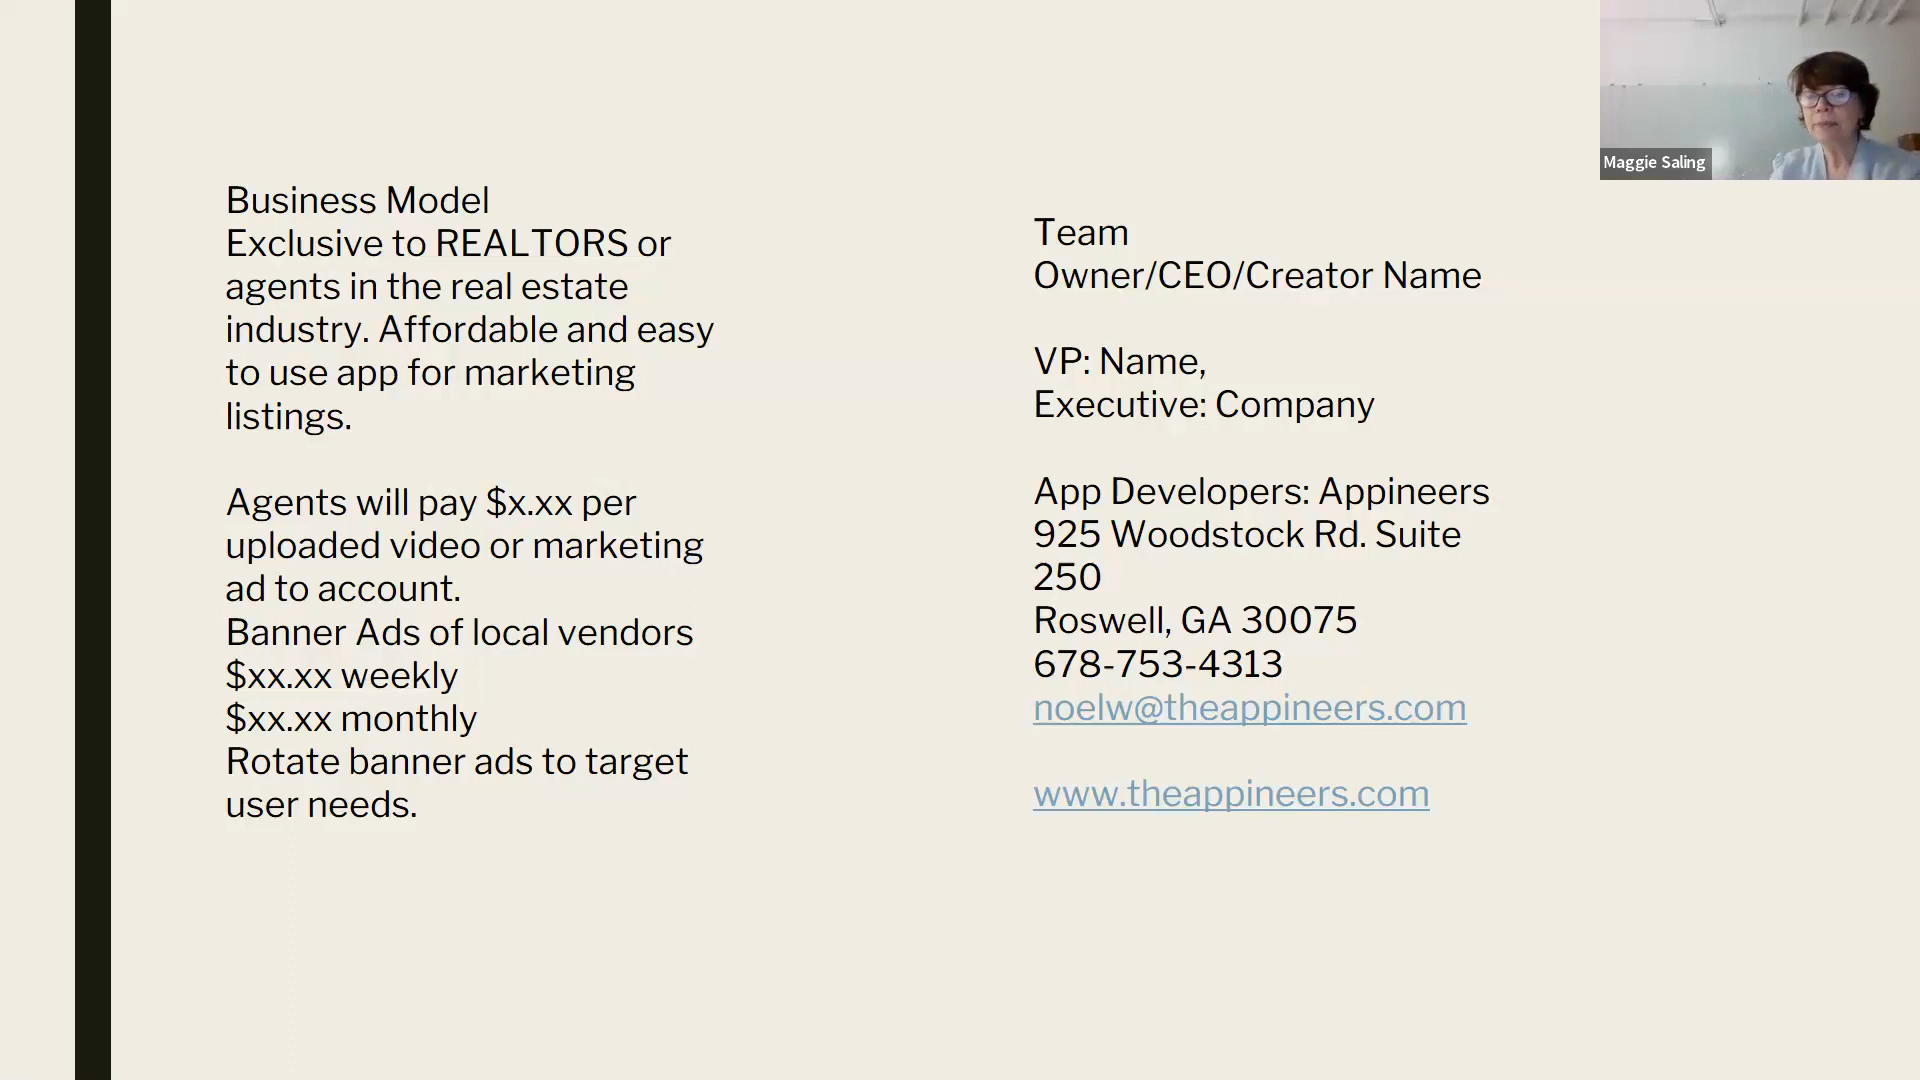 Business Model
Exclusive to REALTORS or
agents in the real estate
industry. Affordable and easy
to use app for marketing
listings.
Agents will pay $x.xx per
uploaded video or marketing
ad to account.
Banner Ads of local vendors
$xx.xx weekly
$xx.xx monthly
Rotate banner ads to target
user needs.
Team
Owner/CEO/Creator Name
VP: Name,
Executive: Company
App Developers: Appineers
925 Woodstock Rd. Suite
250
Roswell, GA 30075
678-753-4313
noelw@theappineers.com
www.theappineers.com
Maggie Saling